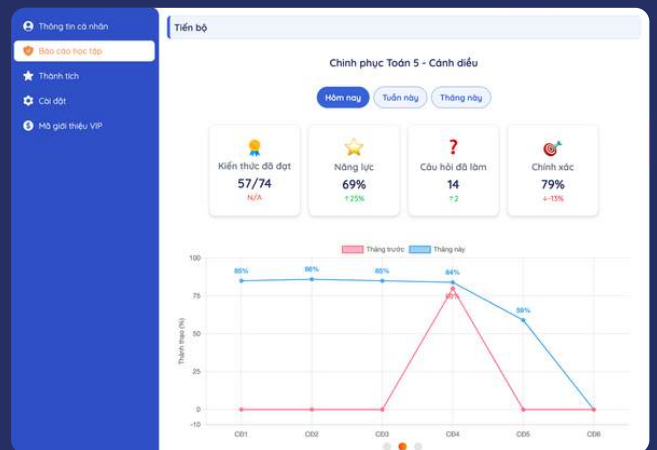 Thông tin cá nhân
Báo cáo học tập
Thành tích
Cài đặt
Mã giới thiệu VIP
Tiến bộ
Chinh phục Toán 5 - Cánh diều
Hôm nay
Tuần này
Tháng này
Kiến thức đã đạt
57/74
N/A
Năng lực
69%
↑25%
Câu hỏi đã làm
14
↑2
Chính xác
79%
↓-13%
Tháng trước
Tháng này
Thành thạo (%)
100
75
50
25
0
-10
85%
86%
85%
84%
80%
59%
CĐ1
CĐ2
CĐ3
CĐ4
CĐ5
CĐ6